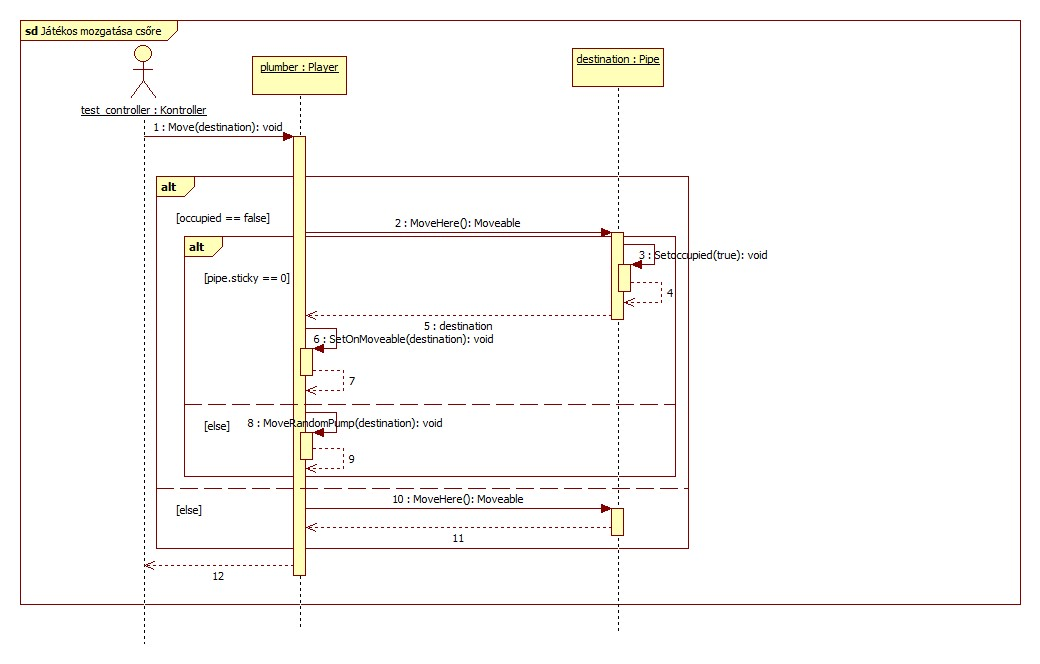 sd Játékos mozgatása csőre
plumber : Player
destination : Pipe
test_controller : Kontroller
1 : Move(destination): void
alt
[occupied == false]
2 : MoveHere(): Moveable
alt
3 : Setoccupied(true): void
[pipe.sticky == 0]
4
5 : destination
6 : SetOnMoveable(destination): void
7
[else]
8 : MoveRandomPump(destination): void
9
10 : MoveHere(): Moveable
[else]
11
12